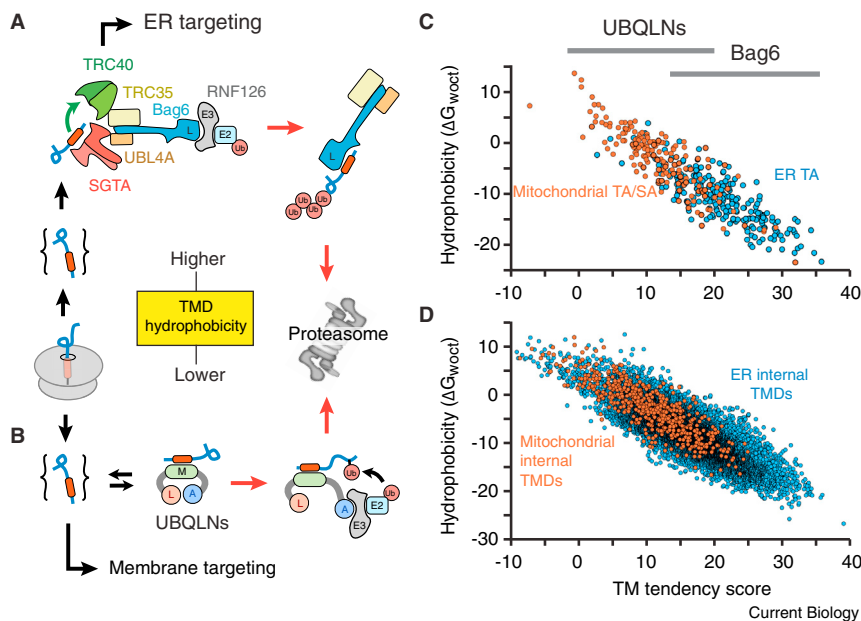 A
ER targeting
TRC40
TRC35
Bag6
RNF126
E3
L
E2
Ub
UBL4A
SGTA
L
Ub
Ub
Ub
Ub
Ub
Higher
TMD
hydrophobicity
Lower
Proteasome
B
M
L
A
UBQLNs
Ub
Ub
L
A
E2
E3
Membrane targeting
C
UBQLNs
Bag6
Hydrophobicity (ΔGwoct)
10
0
-10
-20
Mitochondrial TA/SA
ER TA
-10
0
10
20
30
40
D
Hydrophobicity (ΔGwoct)
10
0
-10
-20
-30
ER internal
TMDs
Mitochondrial
internal
TMDs
-10
0
10
20
30
40
TM tendency score
Current Biology